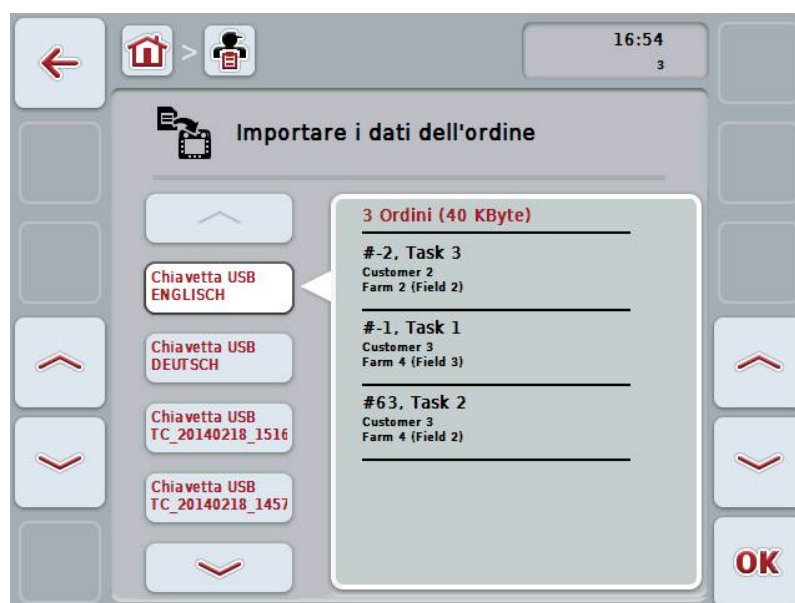 16:54
>
3
Importare i dati dell'ordine
Chiavetta USB
ENGLISCH
Chiavetta USB
DEUTSCH
Chiavetta USB
TC_20140218_1516
Chiavetta USB
TC_20140218_1457
3 Ordini (40 KByte)
#-2, Task 3
Customer 2
Farm 2 (Field 2)
#-1, Task 1
Customer 3
Farm 4 (Field 3)
#63, Task 2
Customer 3
Farm 4 (Field 2)
OK